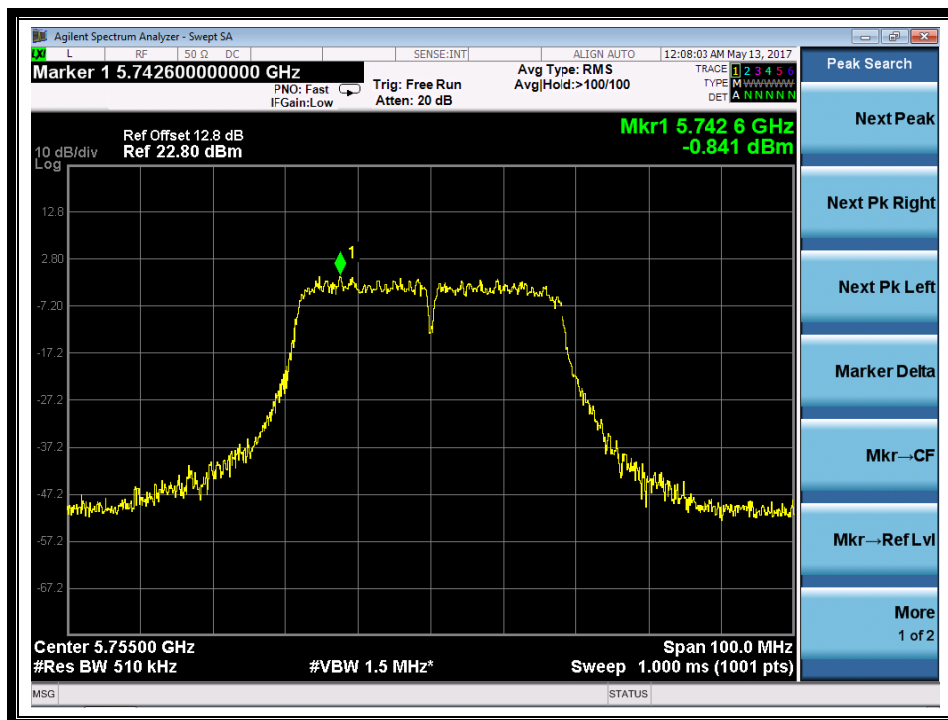 Agilent Spectrum Analyzer - Swept SA
LXI L RF 50 Ω DC SENSE:INT ALIGN AUTO 12:08:03 AM May 13, 2017
Marker 1 5.742600000000 GHz
PNO: Fast
IFGain:Low
Trig: Free Run
Atten: 20 dB
Avg Type: RMS
Avg|Hold:>100/100
TRACE 1 2 3 4 5 6
TYPE M W W W W W
DET A N N N N N
Peak Search
Mkr1 5.742 6 GHz
-0.841 dBm
Ref Offset 12.8 dB
10 dB/div Ref 22.80 dBm
Log
12.8
2.80
-7.20
-17.2
-27.2
-37.2
-47.2
-57.2
-67.2
1
Center 5.75500 GHz Span 100.0 MHz
#Res BW 510 kHz #VBW 1.5 MHz* Sweep 1.000 ms (1001 pts)
MSG STATUS
Next Peak
Next Pk Right
Next Pk Left
Marker Delta
Mkr→CF
Mkr→Ref Lvl
More
1 of 2